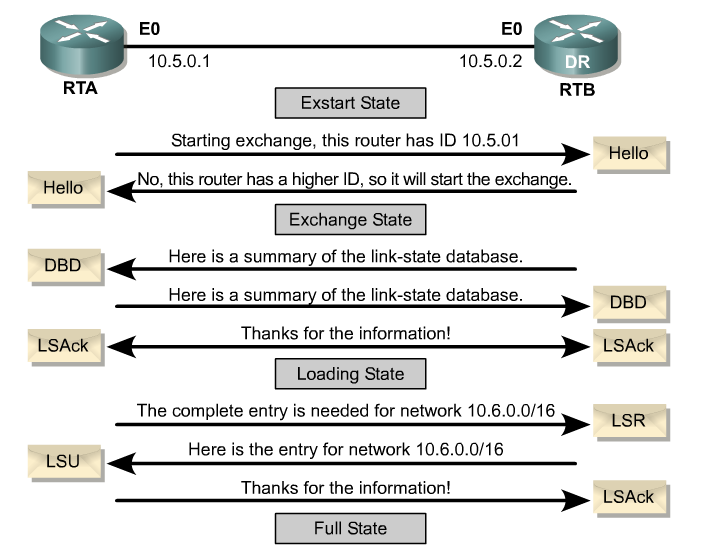 E0 E0
10.5.0.1 10.5.0.2 DR
RTA RTB
Exstart State
Starting exchange, this router has ID 10.5.01
Hello
No, this router has a higher ID, so it will start the exchange.
Hello
Exchange State
Here is a summary of the link-state database.
DBD
Here is a summary of the link-state database.
DBD
Thanks for the information!
LSAck LSAck
Loading State
The complete entry is needed for network 10.6.0.0/16
LSR
Here is the entry for network 10.6.0.0/16
LSU
Thanks for the information!
LSAck
Full State